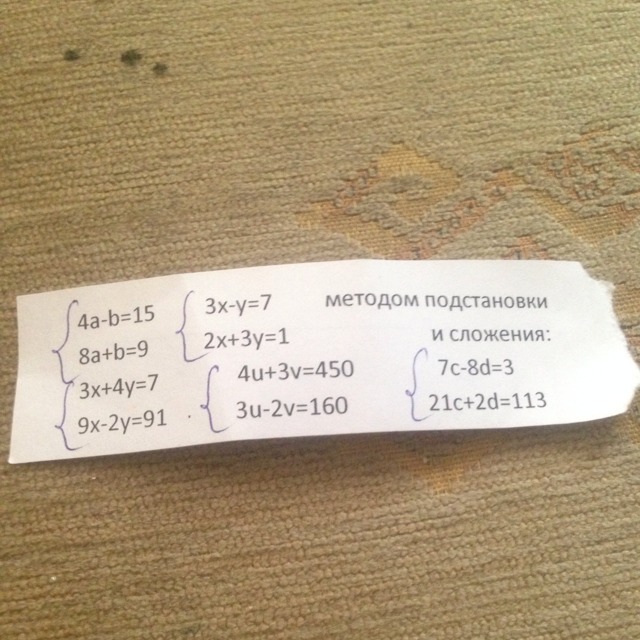 4a-b=15
8a+b=9
3x+4y=7
9x-2y=91
3x-y=7
2x+3y=1
4u+3v=450
3u-2v=160
методом подстановки
и сложения:
7c-8d=3
21c+2d=113